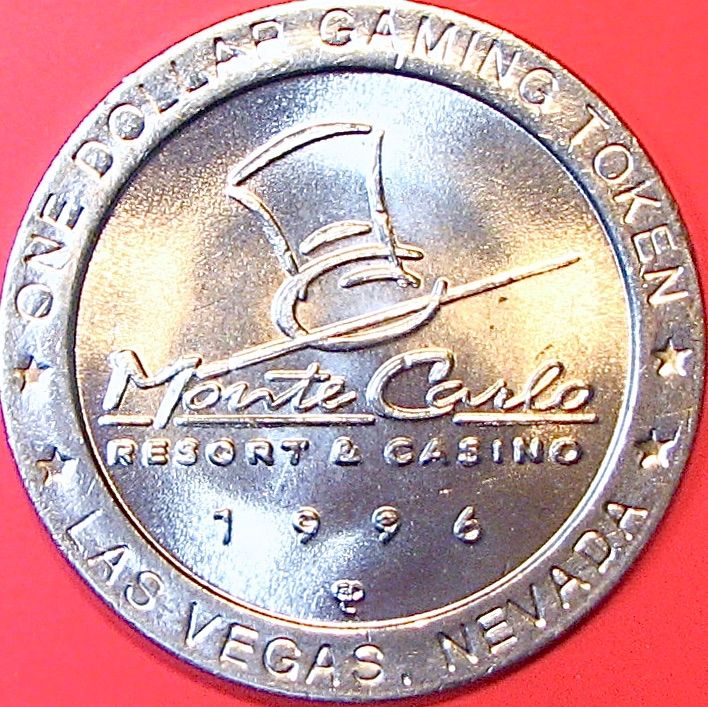 ONE DOLLAR GAMING TOKEN
Monte Carlo
RESORT & CASINO
1996
LAS VEGAS, NEVADA